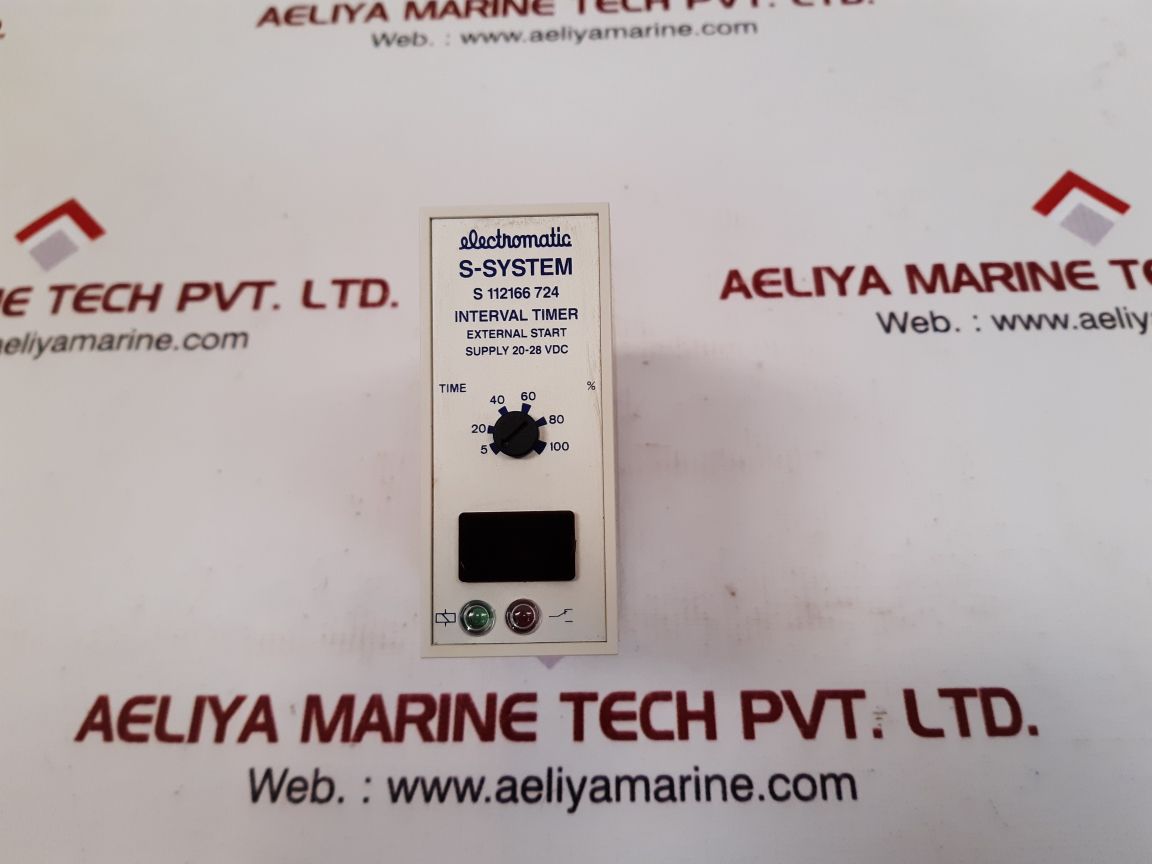 AELIYA MARINE TECH PVT. LTD.
Web. : www.aeliyamarine.com
E TECH PVT. LTD.
aeliyamarine.com
AELIYA MARINE TE
Web. : www.aeliy
electromatic
S-SYSTEM
S 112166 724
INTERVAL TIMER
EXTERNAL START
SUPPLY 20-28 VDC
TIME %
40 60
20 80
5 100
AELIYA MARINE TECH PVT. LTD.
Web. : www.aeliyamarine.com